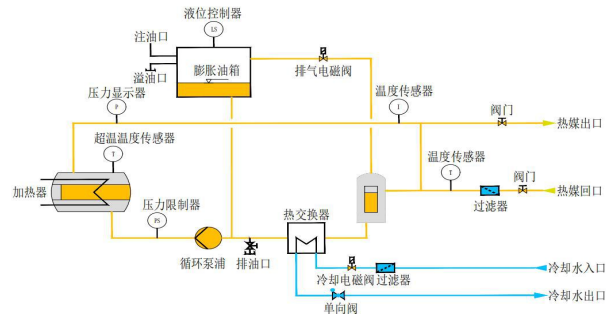 液位控制器
LS
注油口
溢油口
膨胀油箱
排气电磁阀
压力显示器
P
温度传感器
I
阀门
热媒出口
超温温度传感器
T
温度传感器
T
阀门
热媒回口
过滤器
加热器
压力限制器
PS
热交换器
循环泵浦
排油口
冷却电磁阀
过滤器
冷却水入口
冷却水出口
单向阀